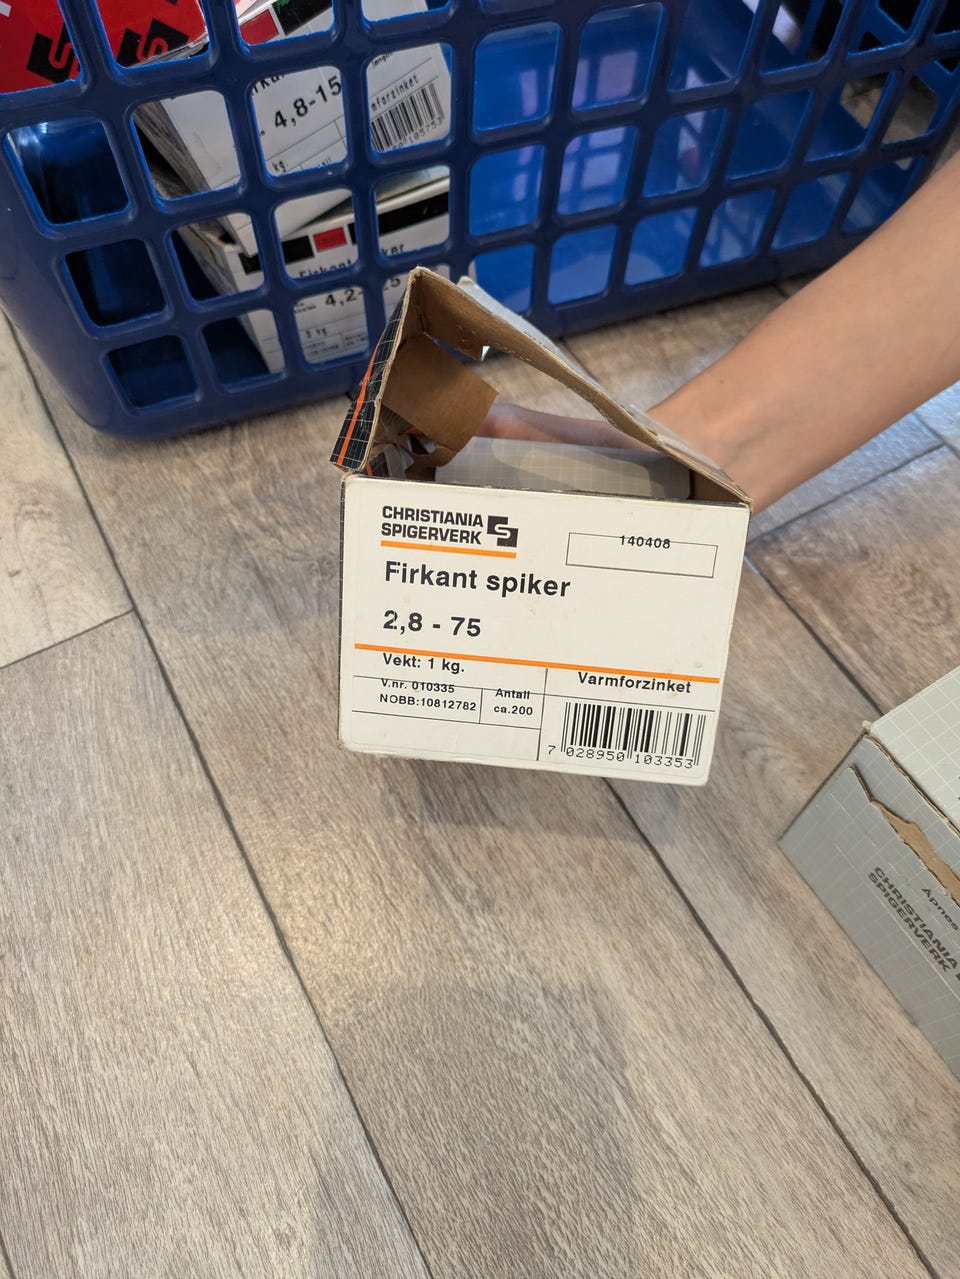 4,8-15
mforzinket
kg.
Firkant
4,2
CHRISTIANIA
SPIGERVERK
140408
Firkant spiker
2,8 - 75
Vekt: 1 kg.
Varmforzinket
V.nr. 010335
Antall
NOBB:10812782
ca.200
7 028950 103353
CHRISTIANIA
SPIGERVERK